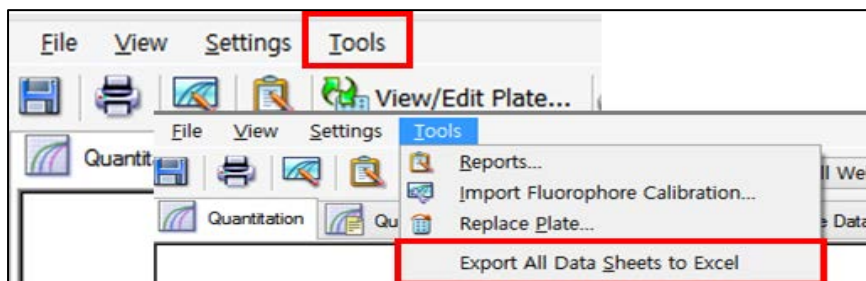 File View Settings Tools
View/Edit Plate...
Quantit
File View Settings Tools
Reports...
ll We
Import Fluorophore Calibration...
Quantitation Qu Replace Plate... Data
Export All Data Sheets to Excel